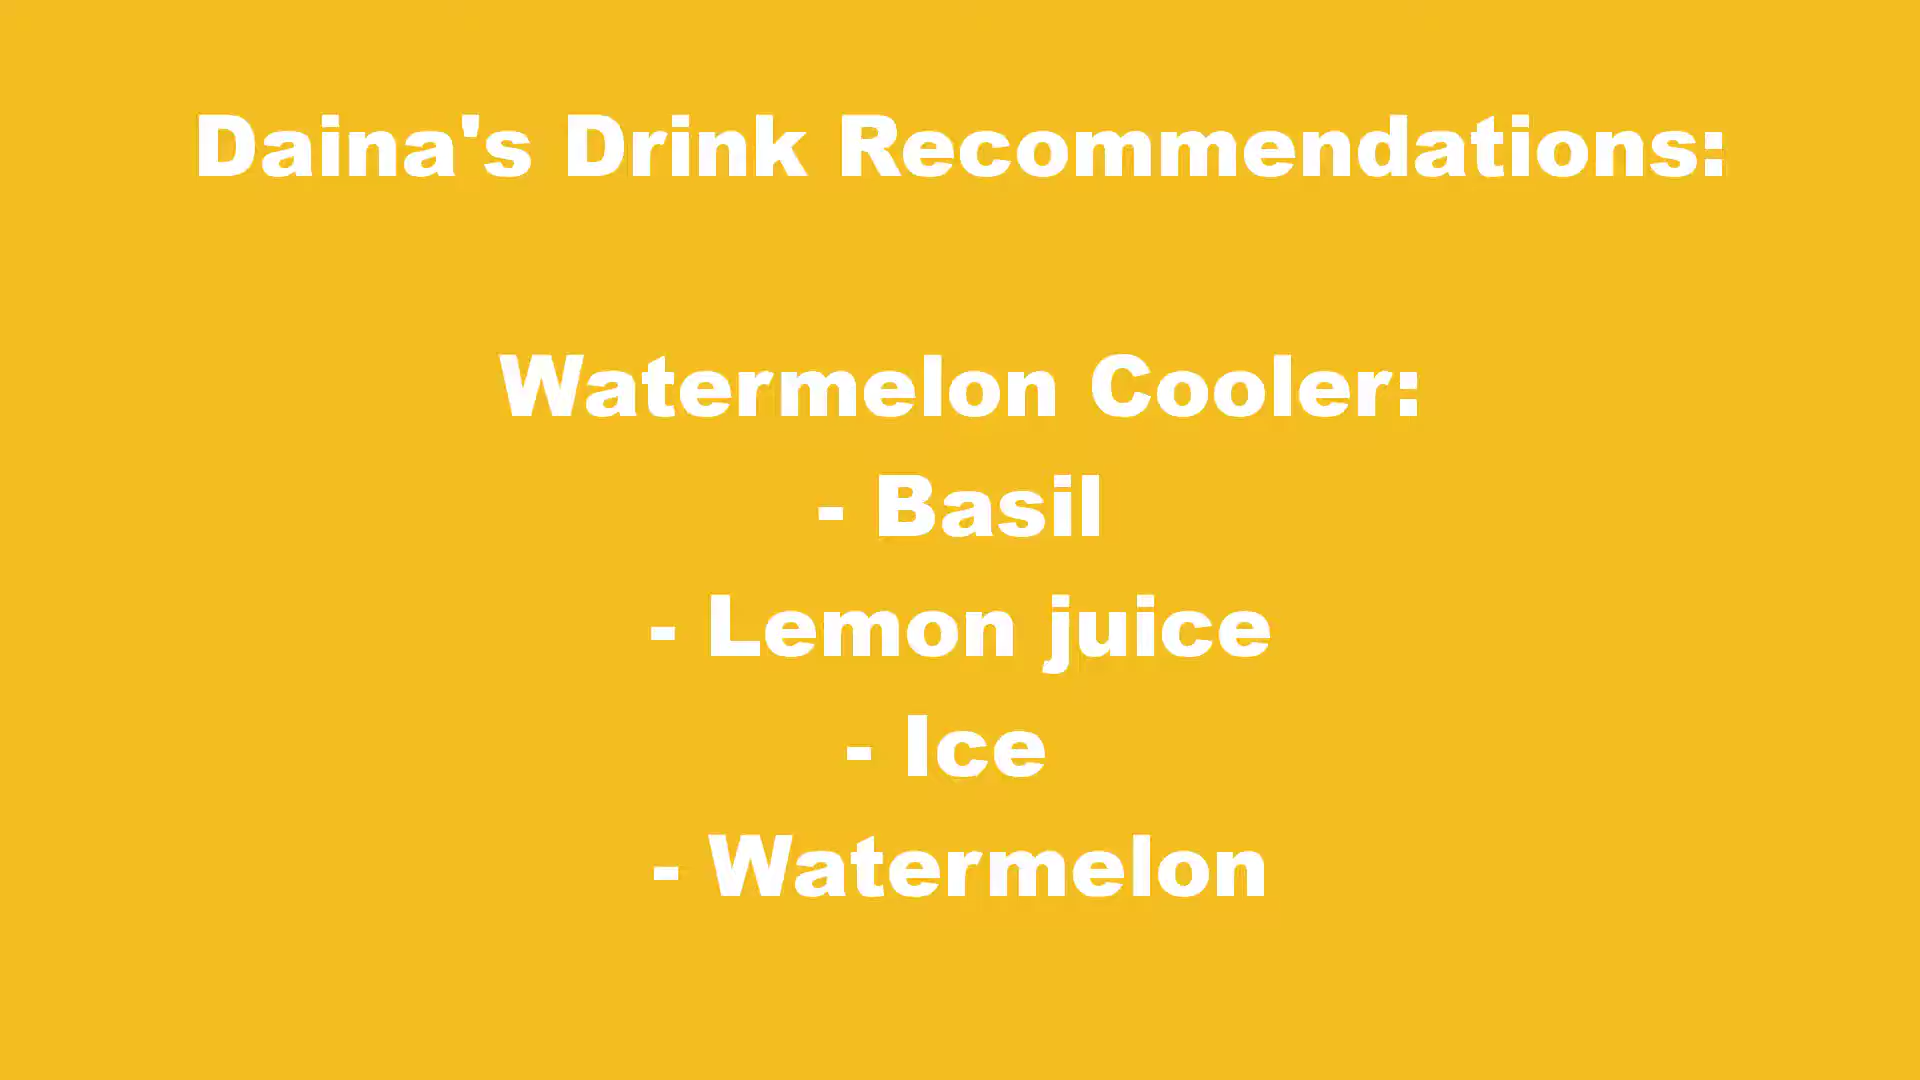 Daina's Drink Recommendations:
Watermelon Cooler:
- Basil
- Lemon juice
- Ice
- Watermelon